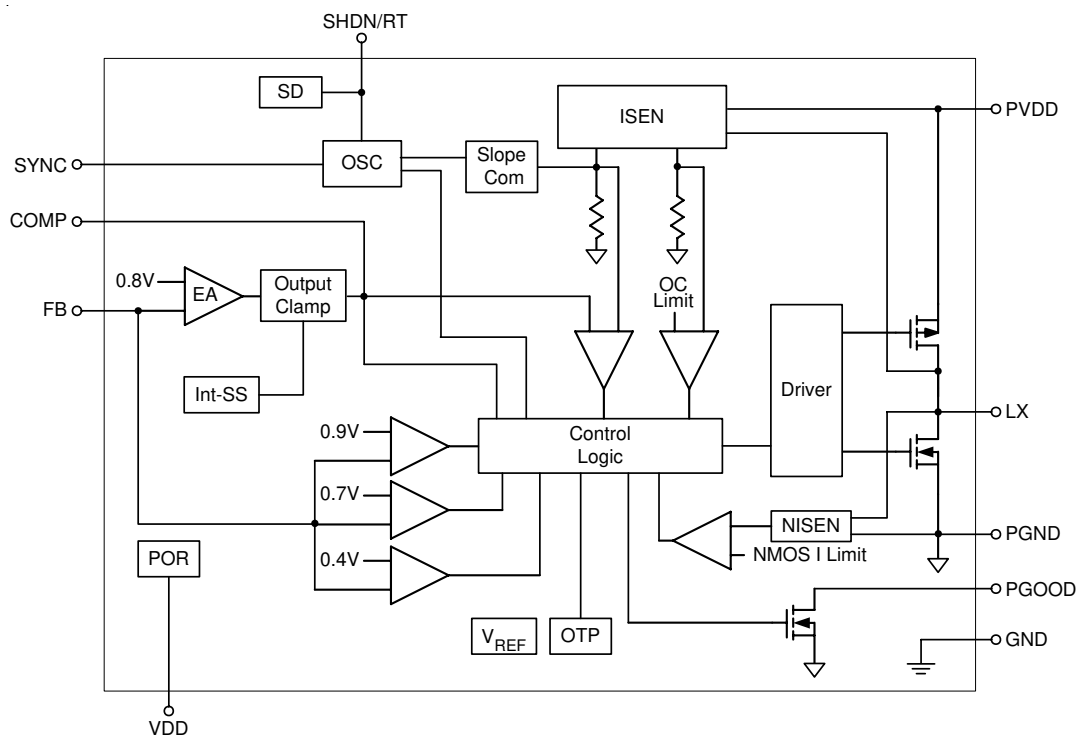 SHDN/RT
SD
ISEN
PVDD
SYNC
OSC
Slope
Com
COMP
0.8V
EA
Output
Clamp
OC
Limit
FB
Int-SS
Driver
LX
0.9V
Control
Logic
0.7V
NISEN
PGND
POR
0.4V
NMOS I Limit
PGOOD
VREF
OTP
GND
VDD